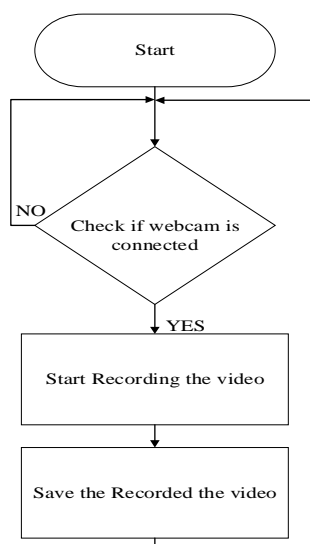 Start
NO
Check if webcam is
connected
YES
Start Recording the video
Save the Recorded the video